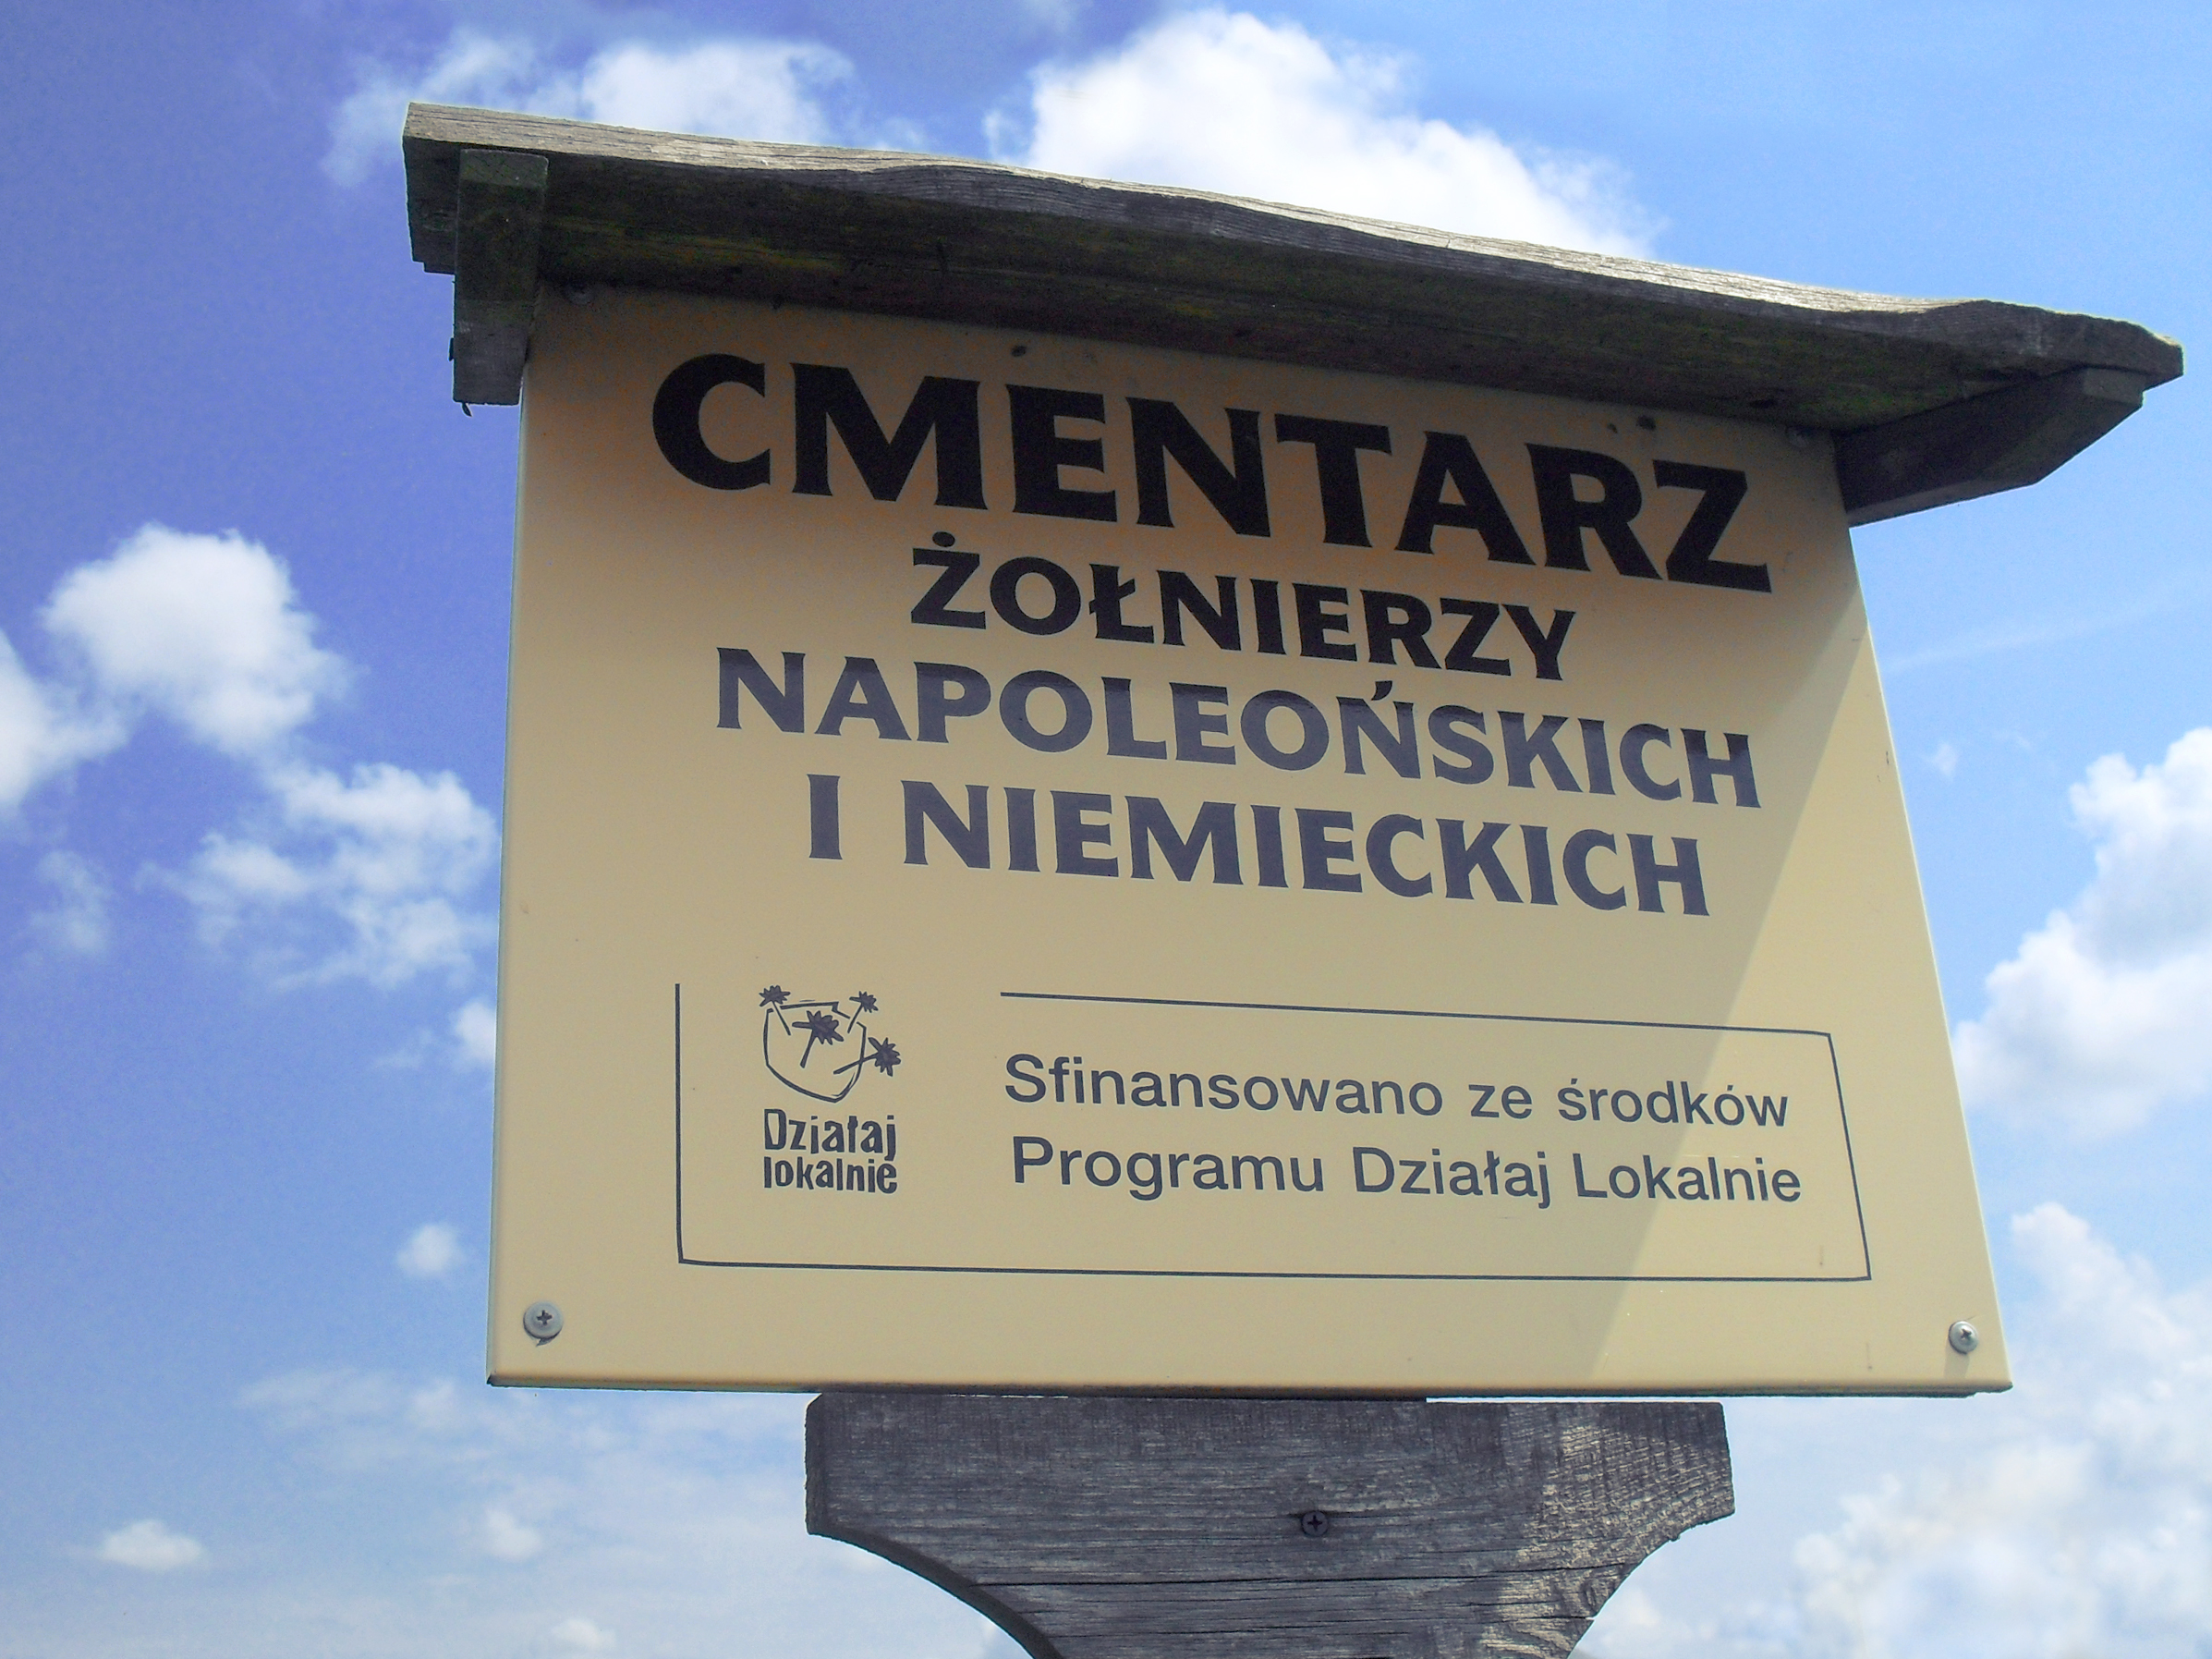 CMENTARZ
ŻOŁNIERZY
NAPOLEOŃSKICH
I NIEMIECKICH
Działaj
lokalnie
Sfinansowano ze środków
Programu Działaj Lokalnie